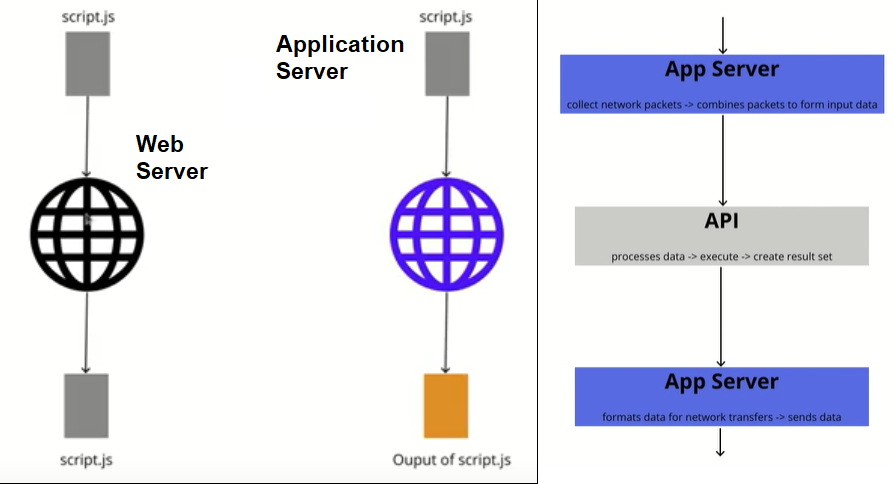 script.js
Application
Server
script.js
Web
Server
script.js
Ouput of script.js
App Server
collect network packets -> combines packets to form input data
API
processes data -> execute -> create result set
App Server
formats data for network transfers -> sends data